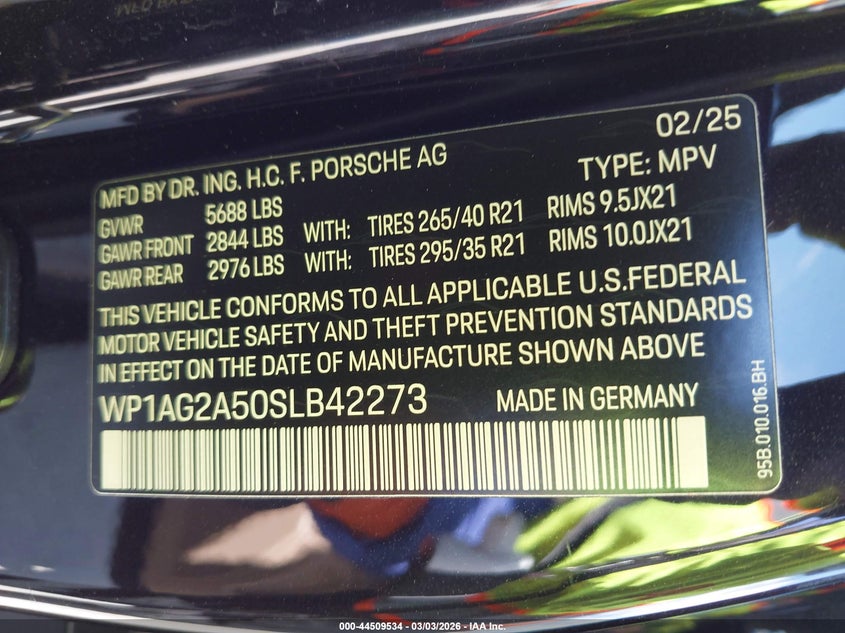 02/25
MFD BY DR. ING. H.C. F. PORSCHE AG
TYPE: MPV
GVWR 5688 LBS
GAWR FRONT 2844 LBS WITH: TIRES 265/40 R21 RIMS 9.5JX21
GAWR REAR 2976 LBS WITH: TIRES 295/35 R21 RIMS 10.0JX21
THIS VEHICLE CONFORMS TO ALL APPLICABLE U.S.FEDERAL
MOTOR VEHICLE SAFETY AND THEFT PREVENTION STANDARDS
IN EFFECT ON THE DATE OF MANUFACTURE SHOWN ABOVE
WP1AG2A50SLB42273 MADE IN GERMANY
95B.010.016.BH
000-44509534 - 03/03/2026 - IAA Inc.